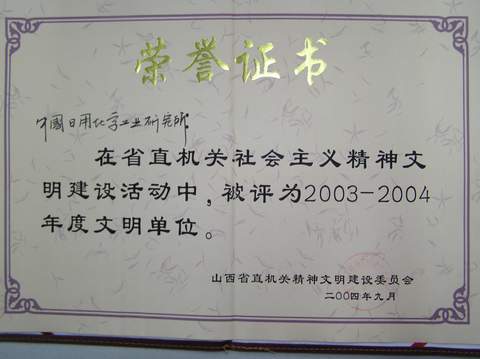 荣誉证书
中國日用化学工业研究所
在省直机关社会主义精神文
明建设活动中，被评为2003-2004
年度文明单位。
山西省直机关精神文明建设委员会
二00四年九月